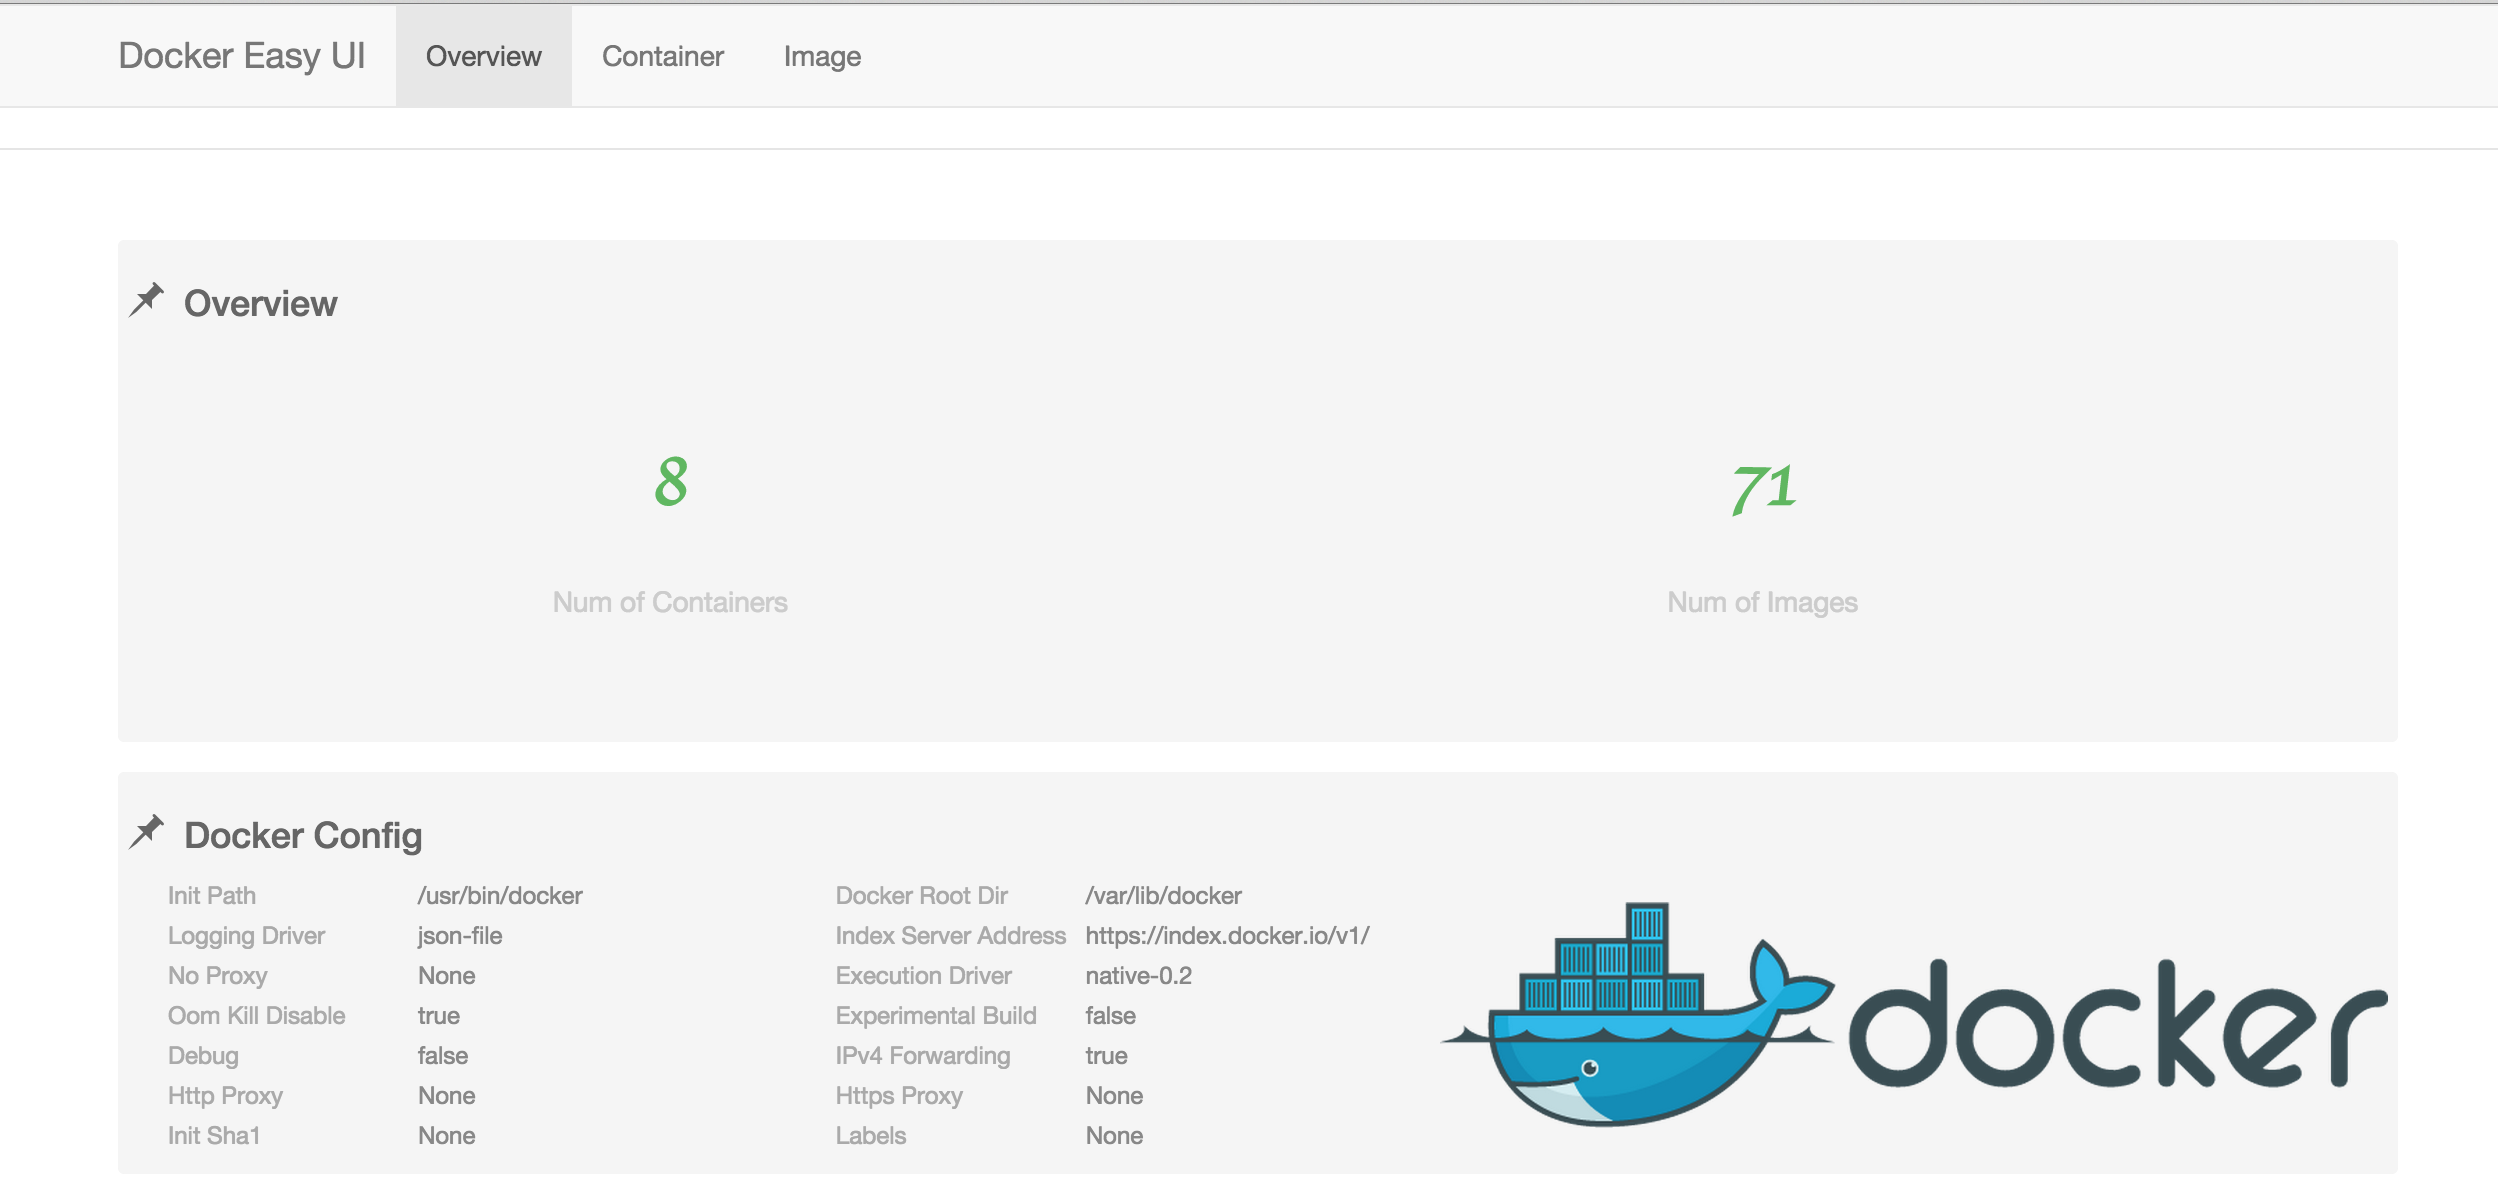 Docker Easy UI Overview Container Image
Overview
8 71
Num of Containers Num of Images
Docker Config
Init Path /usr/bin/docker Docker Root Dir /var/lib/docker
Logging Driver json-file Index Server Address https://index.docker.io/v1/
No Proxy None Execution Driver native-0.2
Oom Kill Disable true Experimental Build false
Debug false IPv4 Forwarding true
Http Proxy None Https Proxy None
Init Sha1 None Labels None
docker